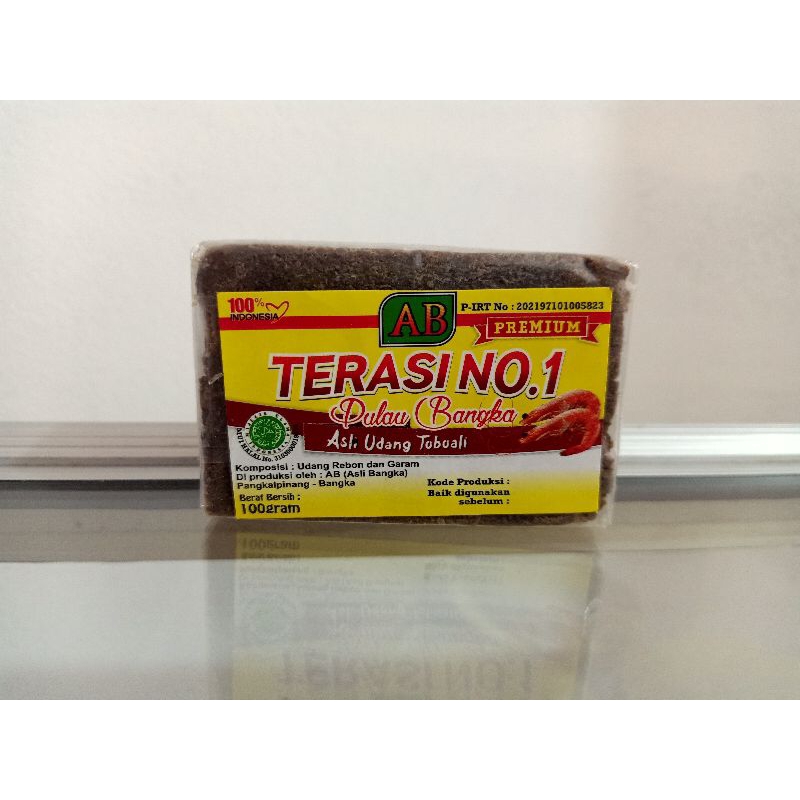 100% INDONESIA
AB
P-IRT No : 202197101005823
PREMIUM
TERASI NO.1
Pulau Bangka
Asli Udang Toboali
Komposisi : Udang Rebon dan Garam
Di produksi oleh : AB (Asli Bangka)
Pangkalpinang - Bangka
Berat Bersih :
100gram
Kode Produksi :
Baik digunakan
sebelum :